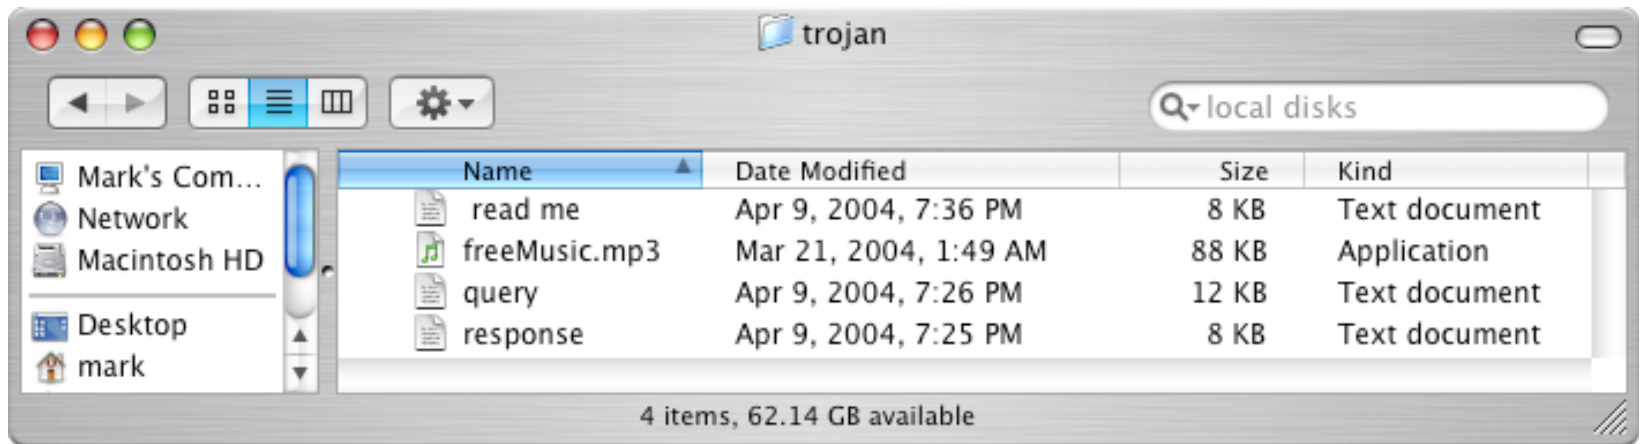 trojan
local disks
Mark's Com...
Network
Macintosh HD
Desktop
mark
Name Date Modified Size Kind
read me Apr 9, 2004, 7:36 PM 8 KB Text document
freeMusic.mp3 Mar 21, 2004, 1:49 AM 88 KB Application
query Apr 9, 2004, 7:26 PM 12 KB Text document
response Apr 9, 2004, 7:25 PM 8 KB Text document
4 items, 62.14 GB available